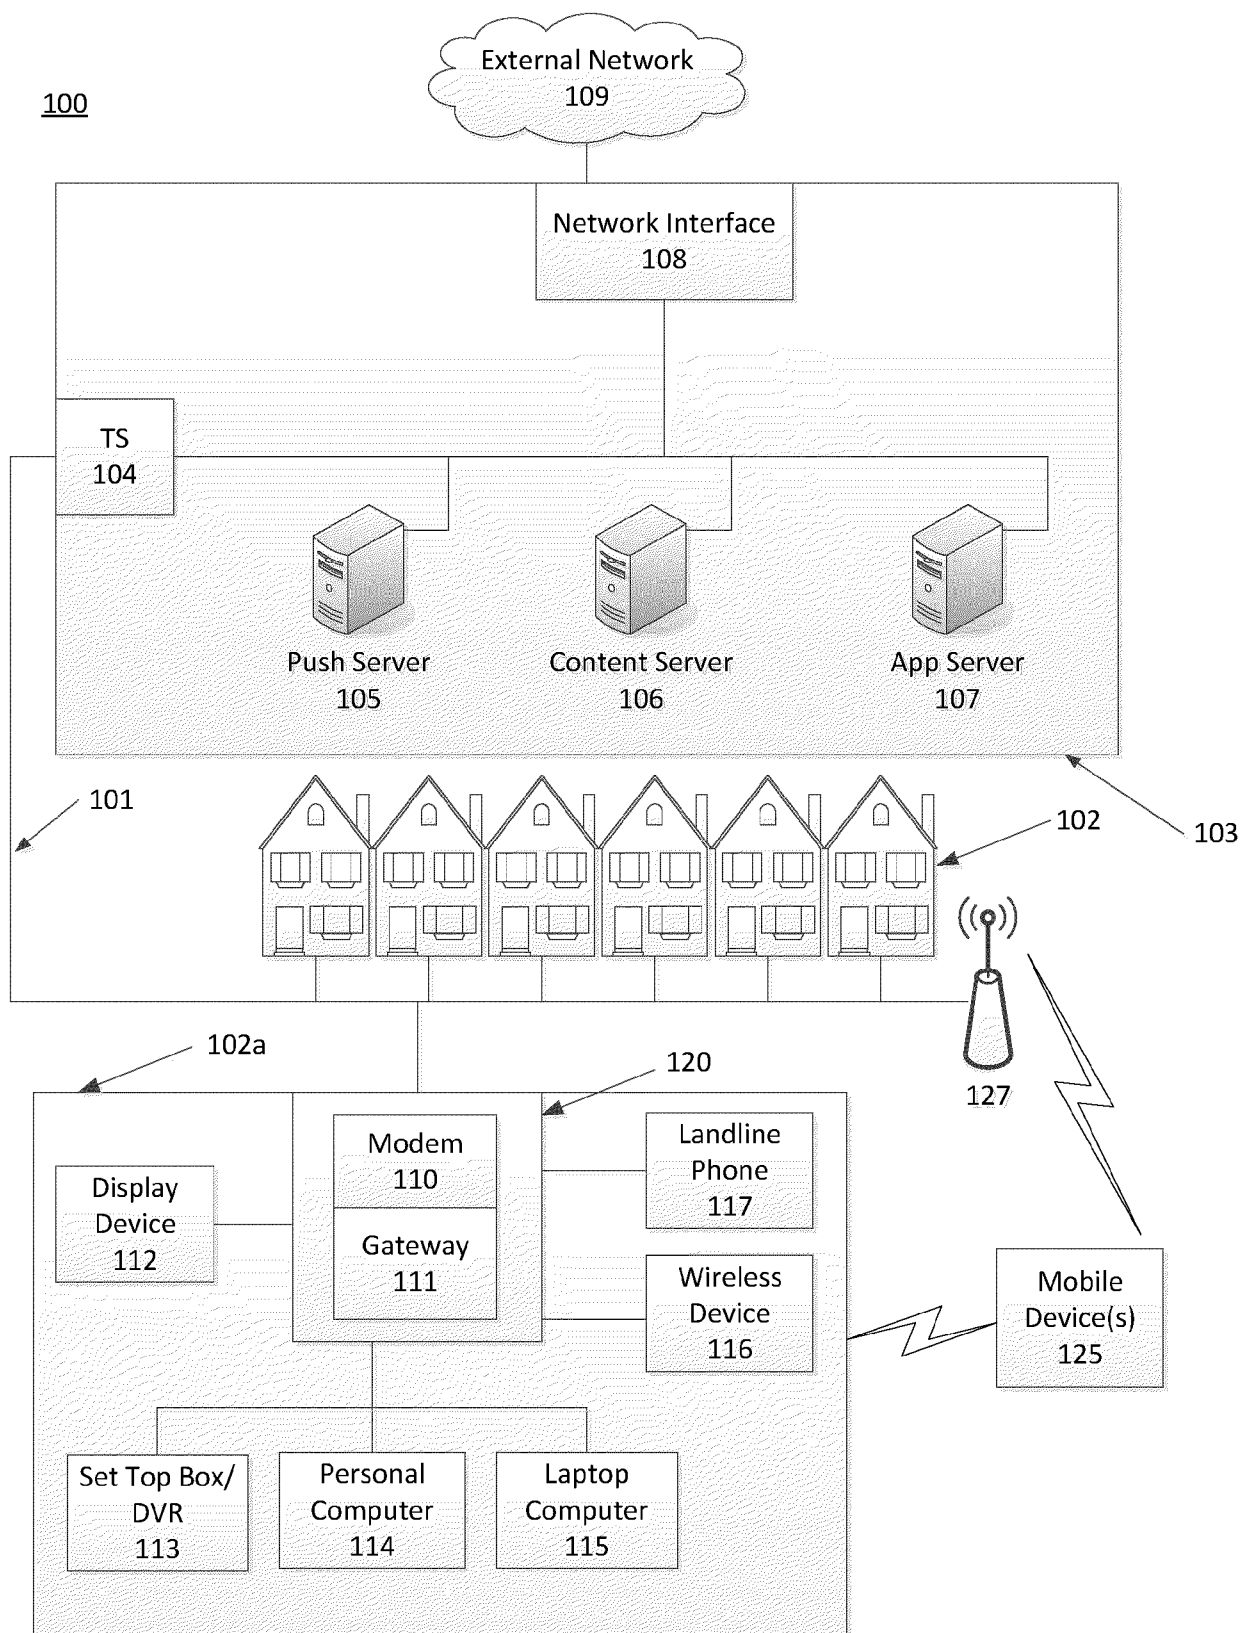 External Network
109
100
Network Interface
108
TS
104
Push Server
105
Content Server
106
App Server
107
101
102
103
127
102a
120
Modem
110
Gateway
111
Landline
Phone
117
Display
Device
112
Wireless
Device
116
Mobile
Device(s)
125
Set Top Box/
DVR
113
Personal
Computer
114
Laptop
Computer
115